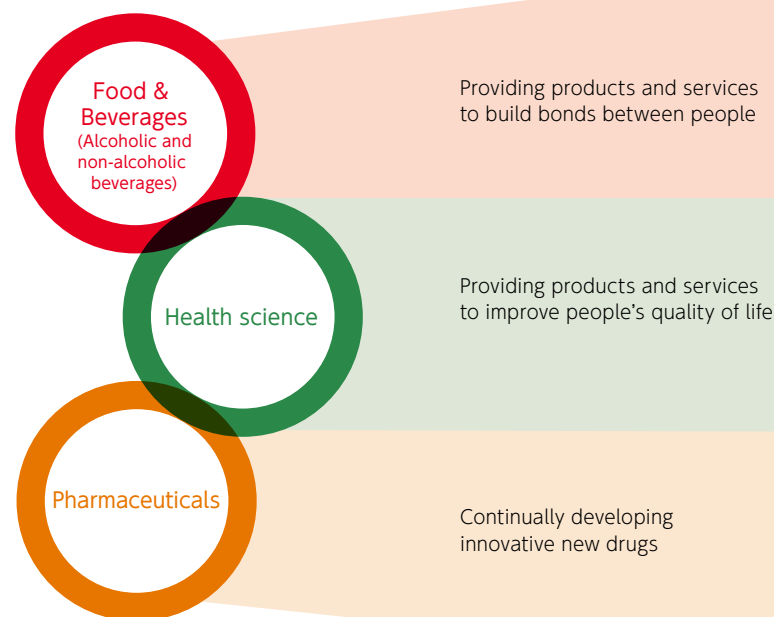 Food &
Beverages
(Alcoholic and
non-alcoholic
beverages)
Providing products and services
to build bonds between people
Health science
Providing products and services
to improve people’s quality of life
Pharmaceuticals
Continually developing
innovative new drugs